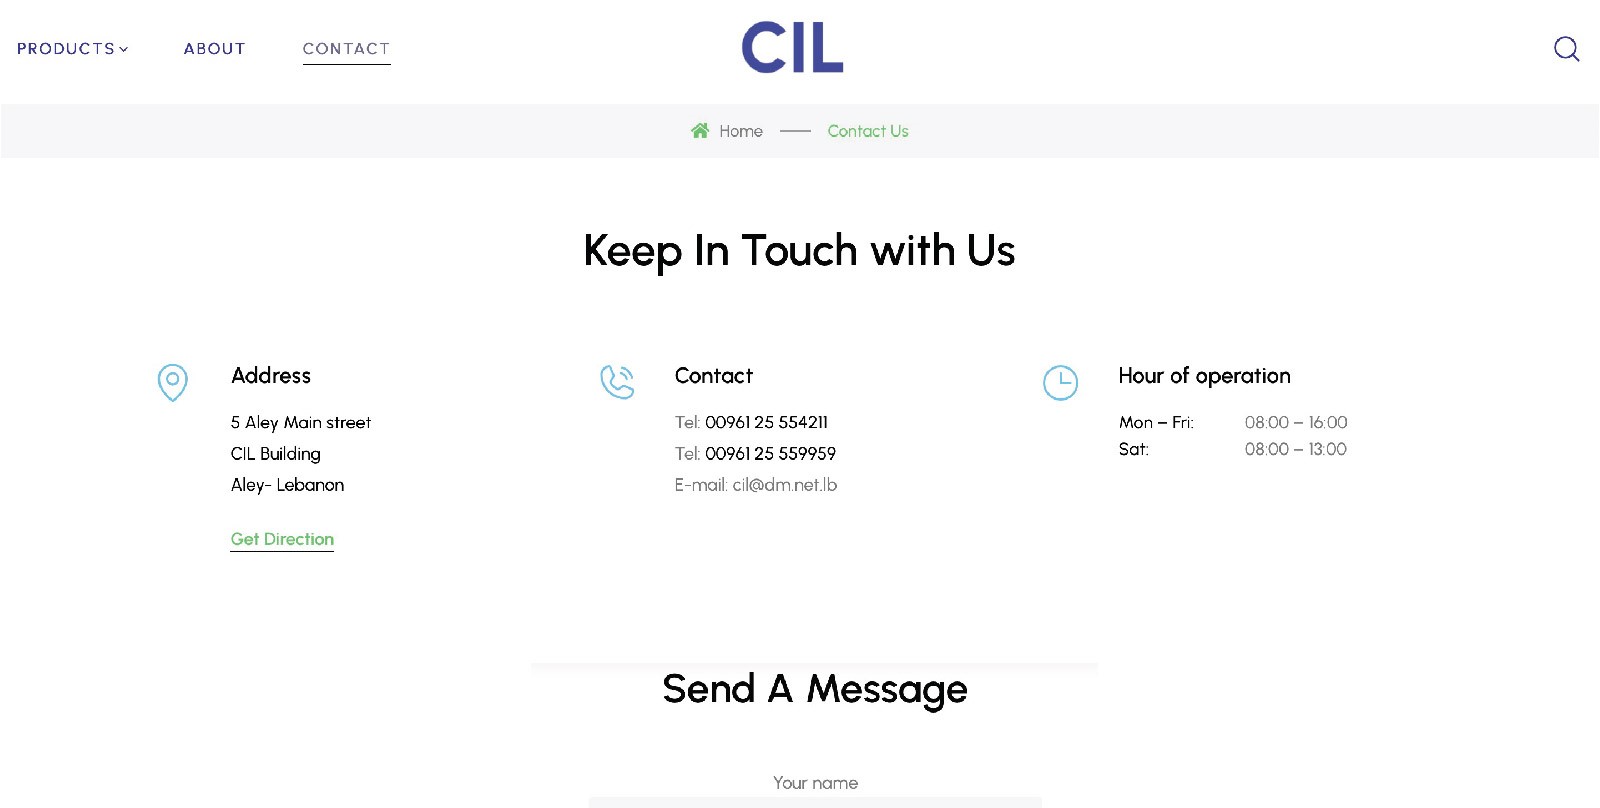 PRODUCTS ABOUT CONTACT
CIL
Home Contact Us
Keep In Touch with Us
Address
5 Aley Main street
CIL Building
Aley- Lebanon
Get Direction
Contact
Tel: 00961 25 554211
Tel: 00961 25 559959
E-mail: cil@dm.net.lb
Hour of operation
Mon – Fri: 08:00 – 16:00
Sat: 08:00 – 13:00
Send A Message
Your name